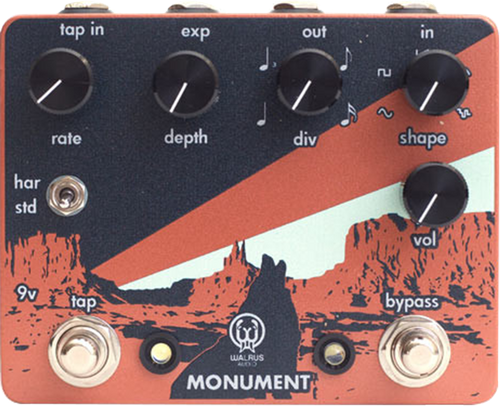 tap in exp out in
rate depth div shape
har
std
vol
9v tap bypass
WALRUS
AUDIO
MONUMENT